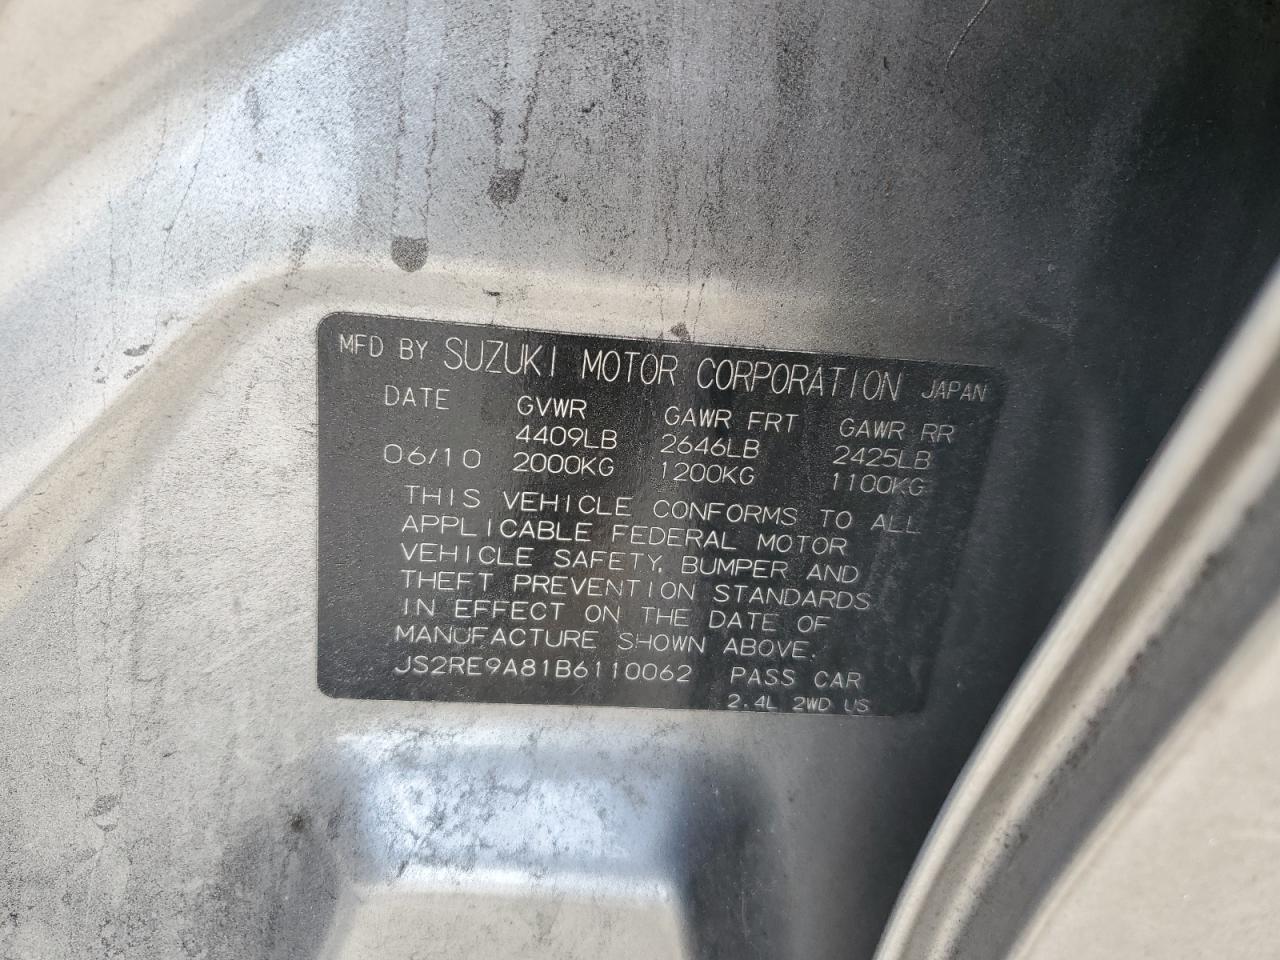 MFD BY SUZUKI MOTOR CORPORATION JAPAN
DATE GVWR GAWR FRT GAWR RR
4409LB 2646LB 2425LB
06/10 2000KG 1200KG 1100KG
THIS VEHICLE CONFORMS TO ALL
APPLICABLE FEDERAL MOTOR
VEHICLE SAFETY, BUMPER AND
THEFT PREVENTION STANDARDS
IN EFFECT ON THE DATE OF
MANUFACTURE SHOWN ABOVE.
JS2RE9A81B6110062 PASS CAR
2.4L 2WD US